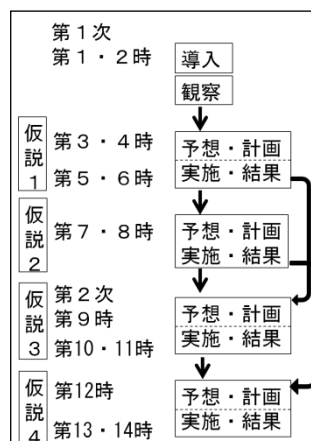 第1次
第1・2時
導入
観察
仮説1
第3・4時
第5・6時
予想・計画
実施・結果
仮説2
第7・8時
予想・計画
実施・結果
仮説3
第2次
第9時
第10・11時
予想・計画
実施・結果
仮説4
第12時
第13・14時
予想・計画
実施・結果